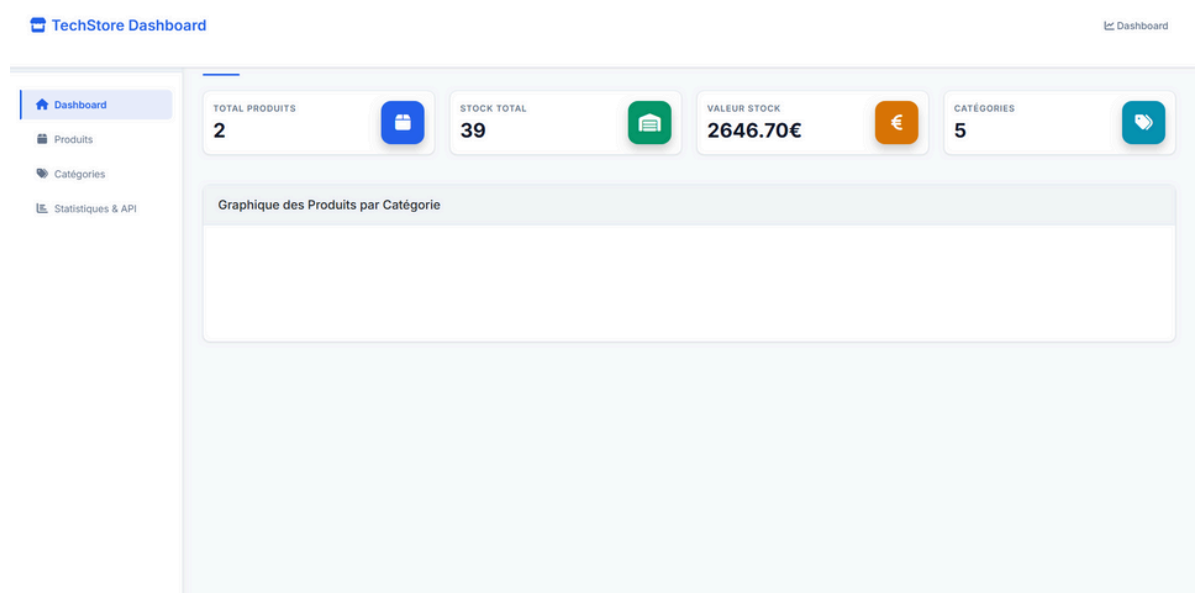 TechStore Dashboard
Dashboard
Dashboard
Produits
Catégories
Statistiques & API
TOTAL PRODUITS
2
STOCK TOTAL
39
VALEUR STOCK
2646.70€
€
CATÉGORIES
5
Graphique des Produits par Catégorie